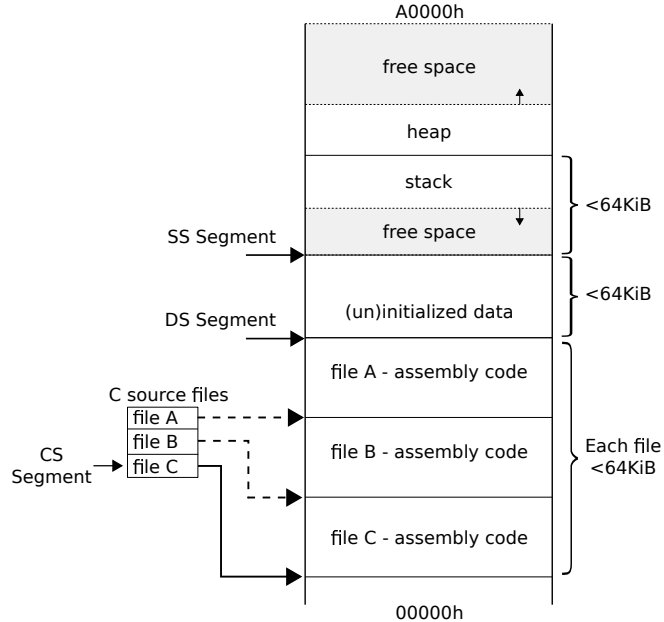 A0000h
free space
heap
stack
<64KiB
free space
SS Segment
<64KiB
(un)initialized data
DS Segment
file A - assembly code
C source files
file A
file B
file C
CS
Segment
file B - assembly code
Each file
<64KiB
file C - assembly code
00000h